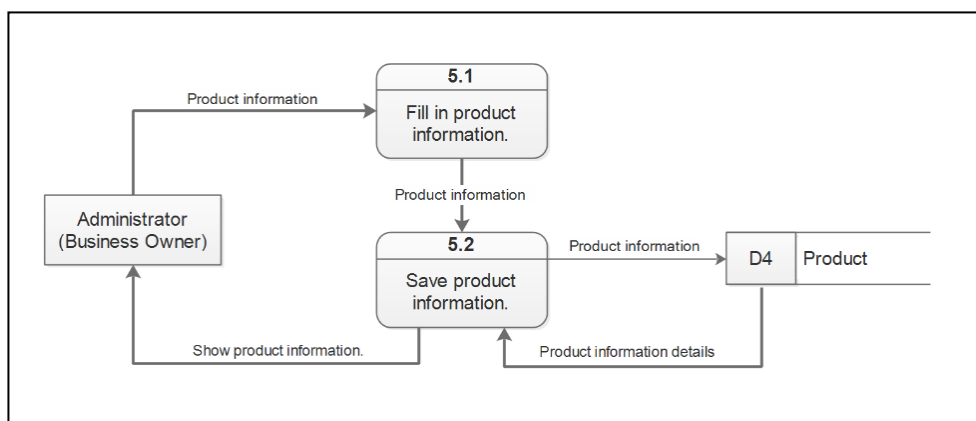 5.1
Product information
Fill in product
information.
Product information
Administrator
(Business Owner)
5.2
Product information
D4
Product
Save product
information.
Show product information.
Product information details